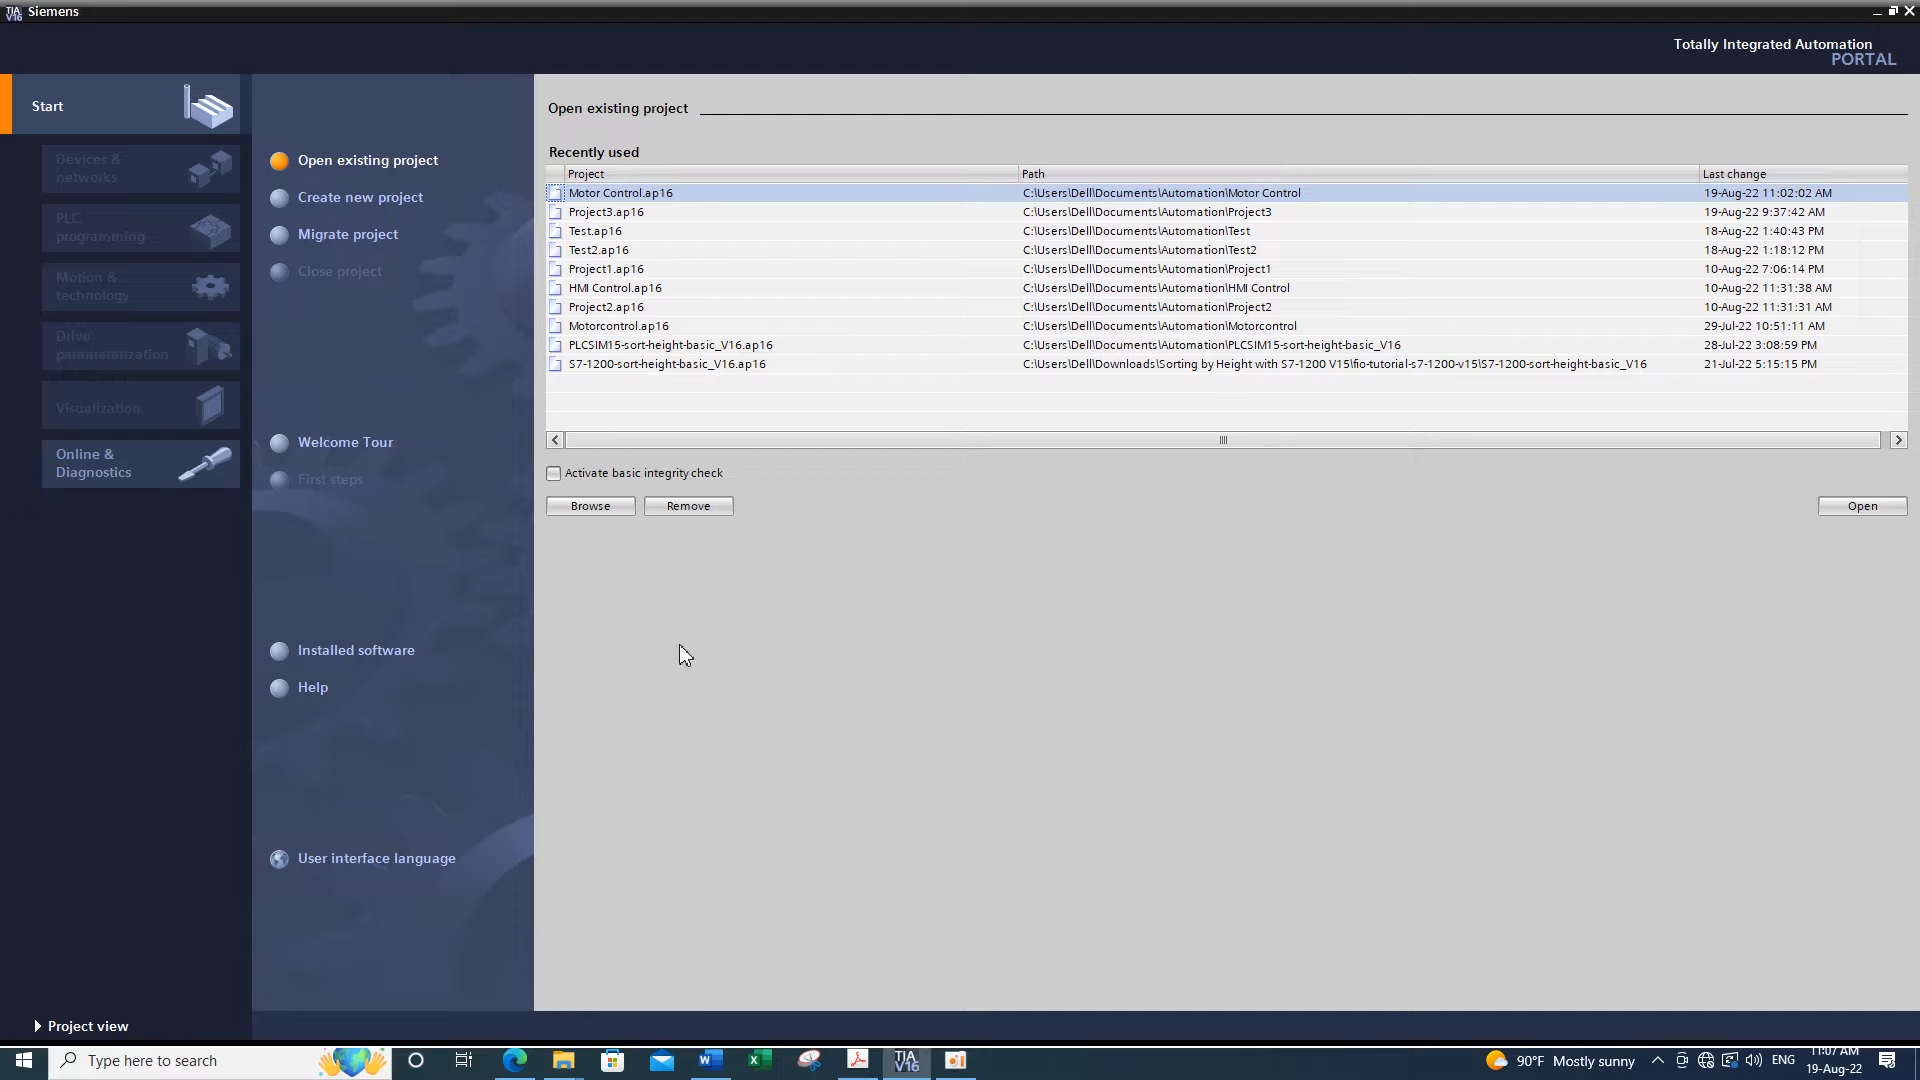 TIA
V16
Siemens
Totally Integrated Automation
PORTAL
Start
Devices &
networks
PLC
programming
Motion &
technology
Drive
parameterization
Visualization
Online &
Diagnostics
Project view
Open existing project
Create new project
Migrate project
Close project
Welcome Tour
First steps
Installed software
Help
User interface language
Open existing project
Recently used
Project Path Last change
Motor Control.ap16 C:\Users\Dell\Documents\Automation\Motor Control 19-Aug-22 11:02:02 AM
Project3.ap16 C:\Users\Dell\Documents\Automation\Project3 19-Aug-22 9:37:42 AM
Test.ap16 C:\Users\Dell\Documents\Automation\Test 18-Aug-22 1:40:43 PM
Test2.ap16 C:\Users\Dell\Documents\Automation\Test2 18-Aug-22 1:18:12 PM
Project1.ap16 C:\Users\Dell\Documents\Automation\Project1 10-Aug-22 7:06:14 PM
HMI Control.ap16 C:\Users\Dell\Documents\Automation\HMI Control 10-Aug-22 11:31:38 AM
Project2.ap16 C:\Users\Dell\Documents\Automation\Project2 10-Aug-22 11:31:31 AM
Motorcontrol.ap16 C:\Users\Dell\Documents\Automation\Motorcontrol 29-Jul-22 10:51:11 AM
PLCSIM15-sort-height-basic_V16.ap16 C:\Users\Dell\Documents\Automation\PLCSIM15-sort-height-basic_V16 28-Jul-22 3:08:59 PM
S7-1200-sort-height-basic_V16.ap16 C:\Users\Dell\Downloads\Sorting by Height with S7-1200 V15\fio-tutorial-s7-1200-v15\S7-1200-sort-height-basic_V16 21-Jul-22 5:15:15 PM
Activate basic integrity check
Browse Remove Open
Type here to search
TIA
V16
90°F Mostly sunny
ENG
11:07 AM
19-Aug-22